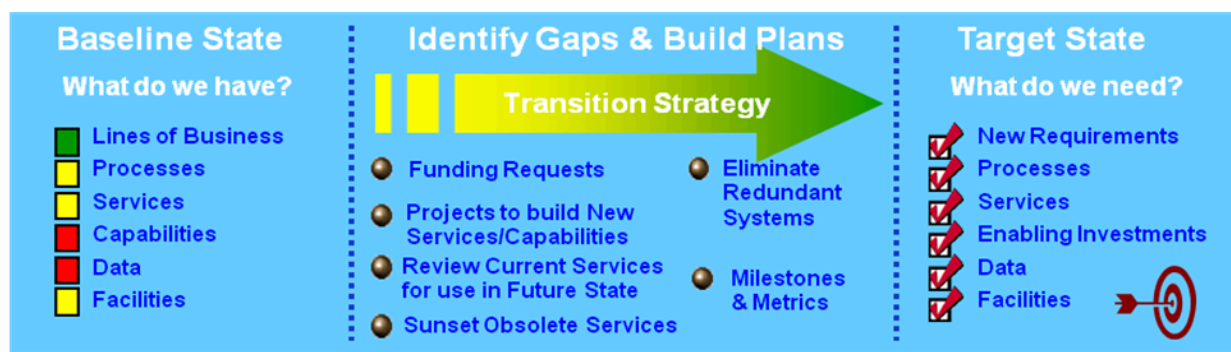 Baseline State
What do we have?
Lines of Business
Processes
Services
Capabilities
Data
Facilities
Identify Gaps & Build Plans
Transition Strategy
Funding Requests
Projects to build New
Services/Capabilities
Review Current Services
for use in Future State
Sunset Obsolete Services
Eliminate
Redundant
Systems
Milestones
& Metrics
Target State
What do we need?
New Requirements
Processes
Services
Enabling Investments
Data
Facilities